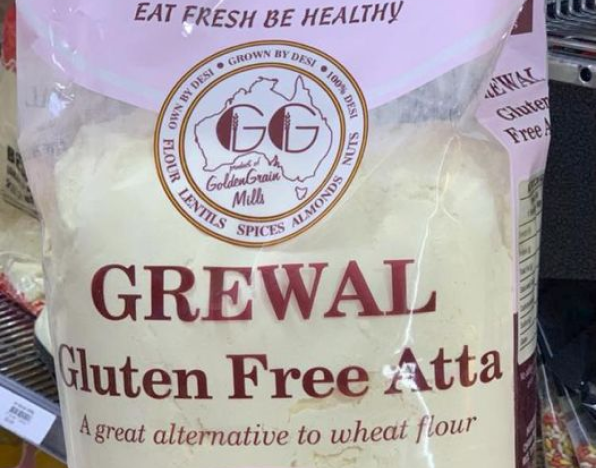 EAT FRESH BE HEALTHY
OWN BY DESI • GROWN BY DESI • 100% DESI
FLOUR LENTILS SPICES ALMONDS NUTS
GG
product of
GoldenGrain
Mills
GREWAL
Gluten Free Atta
A great alternative to wheat flour
EWAL
Gluten
Free A